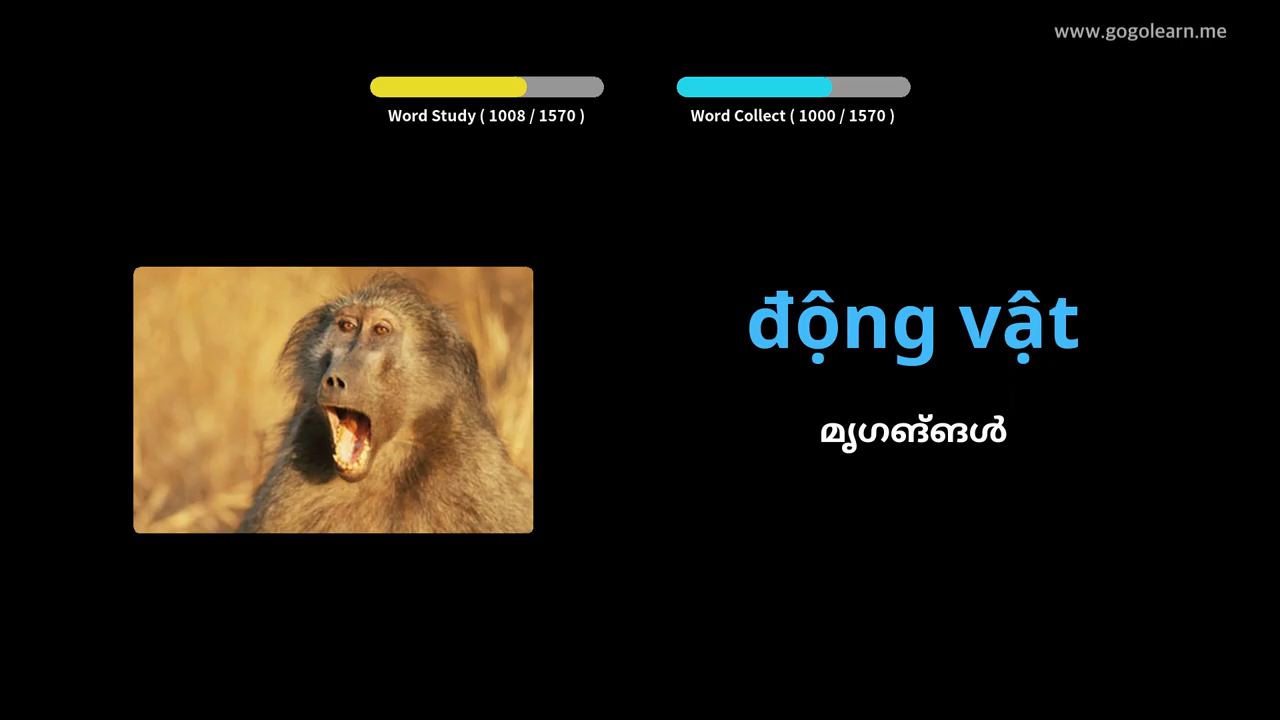 www.gogolearn.me
Word Study ( 1008 / 1570 )
Word Collect ( 1000 / 1570 )
động vật
മൃഗങ്ങൾ